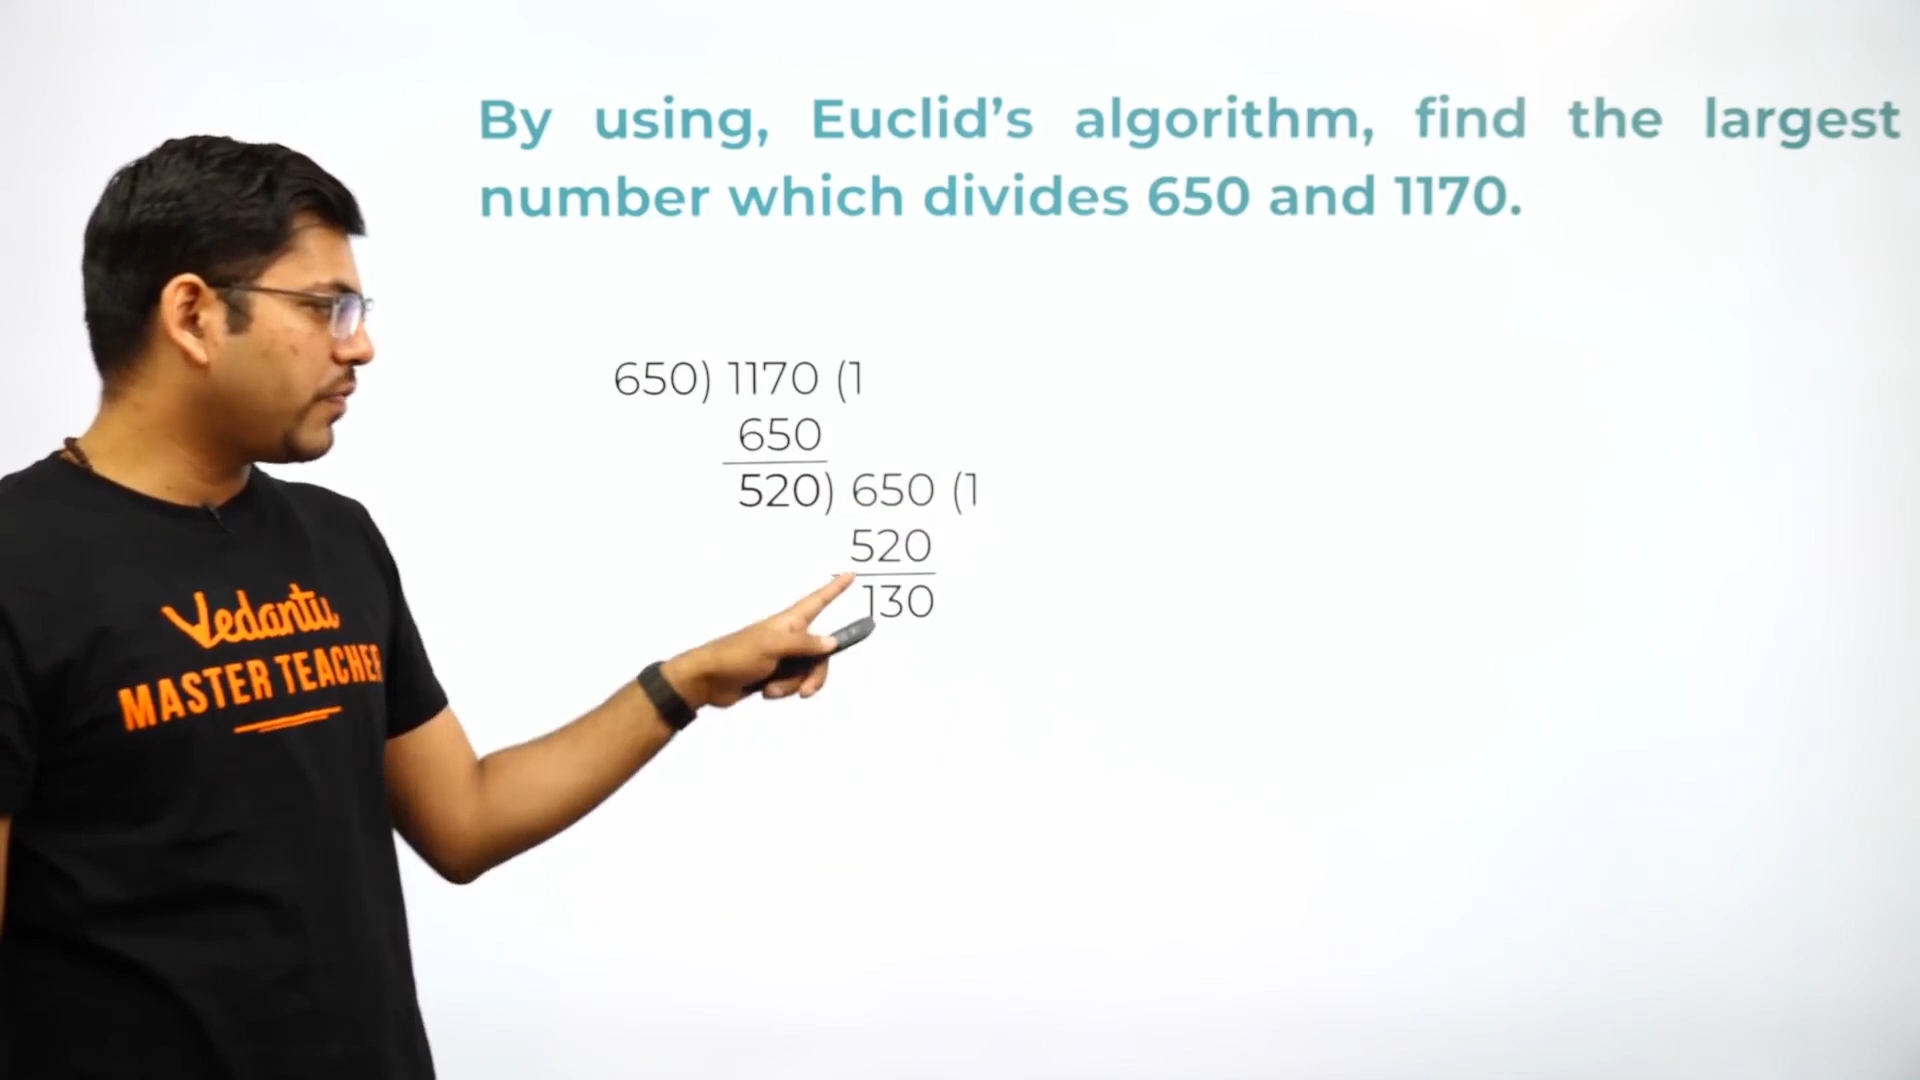 By using, Euclid’s algorithm, find the largest
number which divides 650 and 1170.
650) 1170 (1
650
520) 650 (1
520
130
Vedantu
MASTER TEACHER